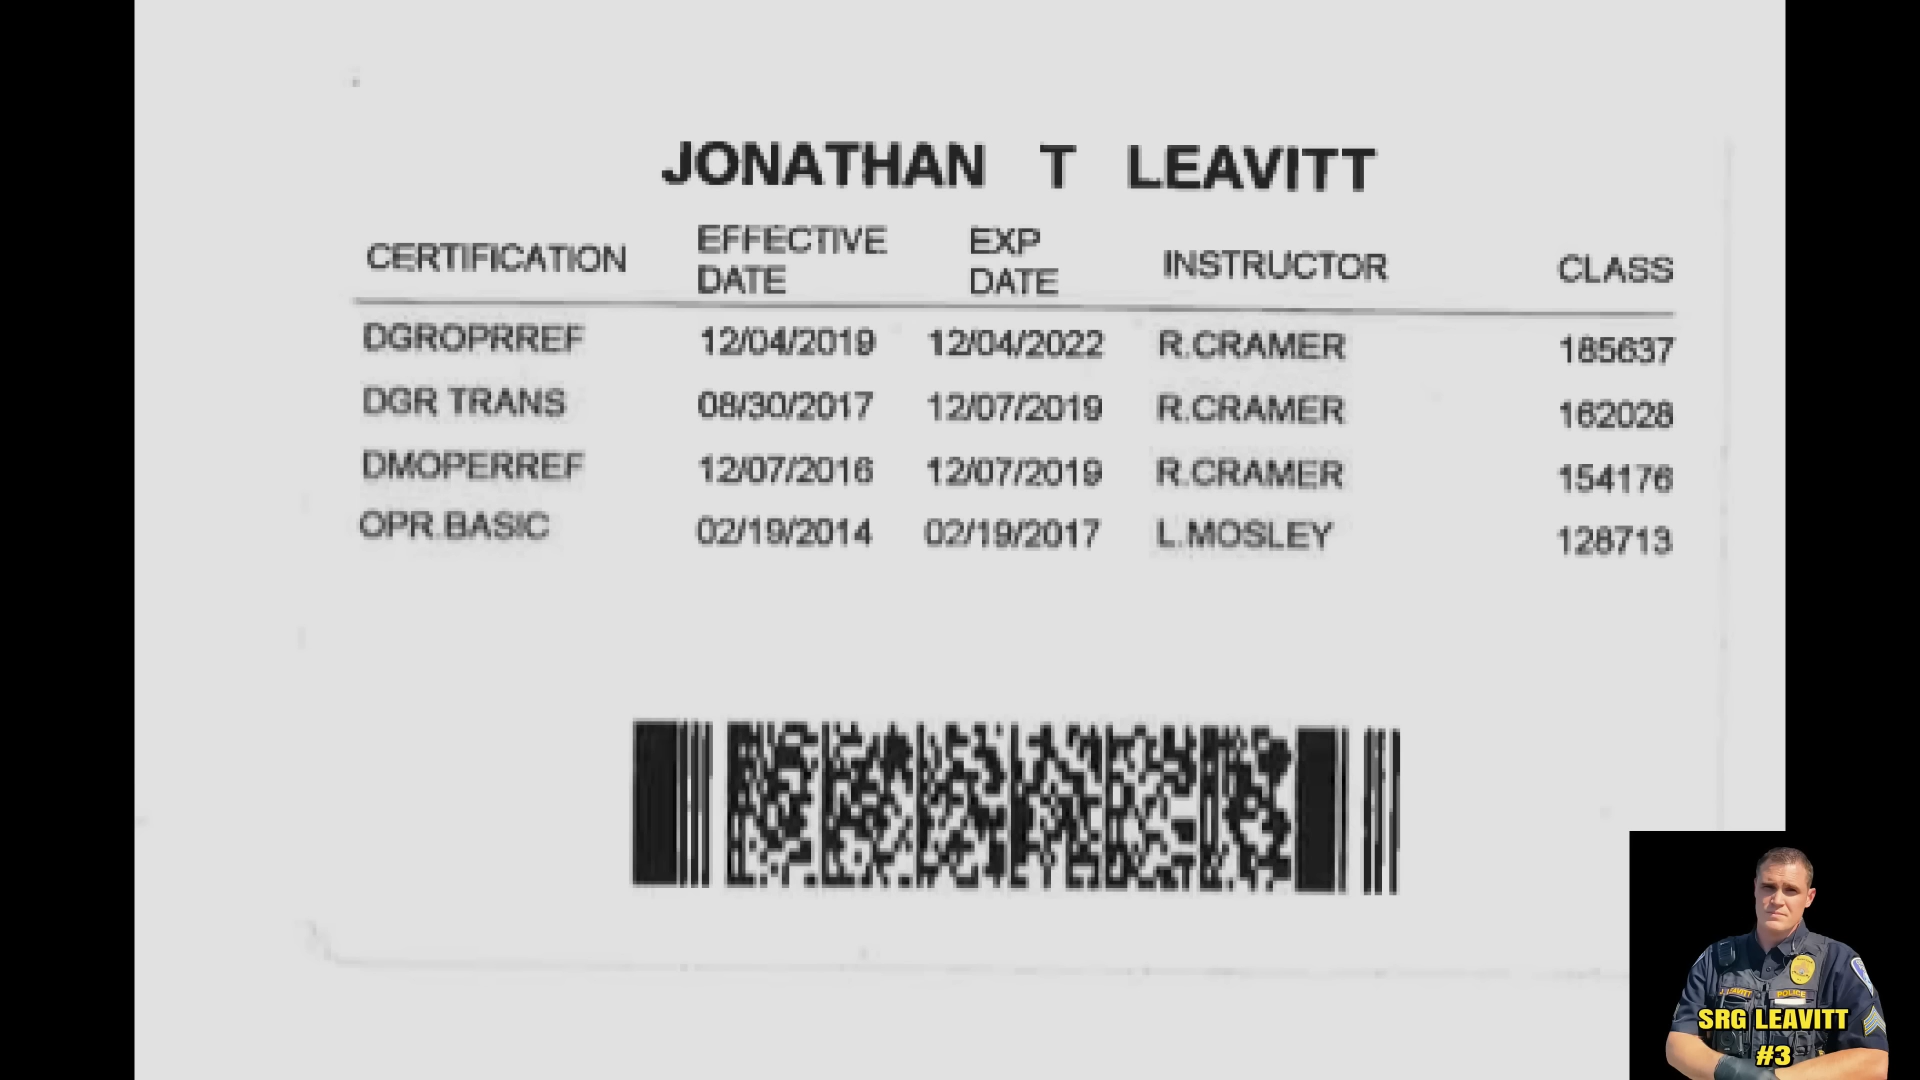 JONATHAN T LEAVITT
CERTIFICATION EFFECTIVE DATE EXP DATE INSTRUCTOR CLASS
DGROPRREF 12/04/2019 12/04/2022 R.CRAMER 185637
DGR TRANS 08/30/2017 12/07/2019 R.CRAMER 162028
DMOPERREF 12/07/2016 12/07/2019 R.CRAMER 154176
OPR.BASIC 02/19/2014 02/19/2017 L.MOSLEY 128713
LEAVITT POLICE
SRG LEAVITT
#3